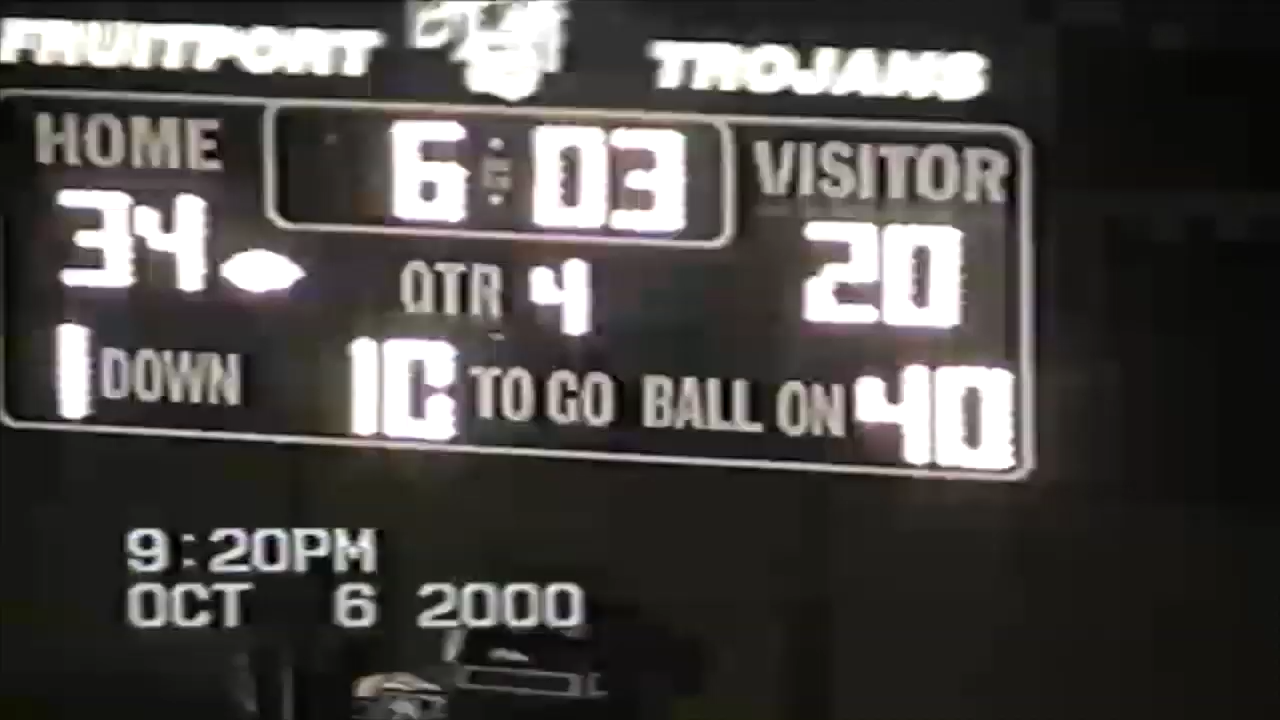 FRUITPORT TROJANS
HOME 6:03 VISITOR
34 QTR 4 20
1 DOWN 10 TO GO BALL ON 40
9:20PM
OCT 6 2000